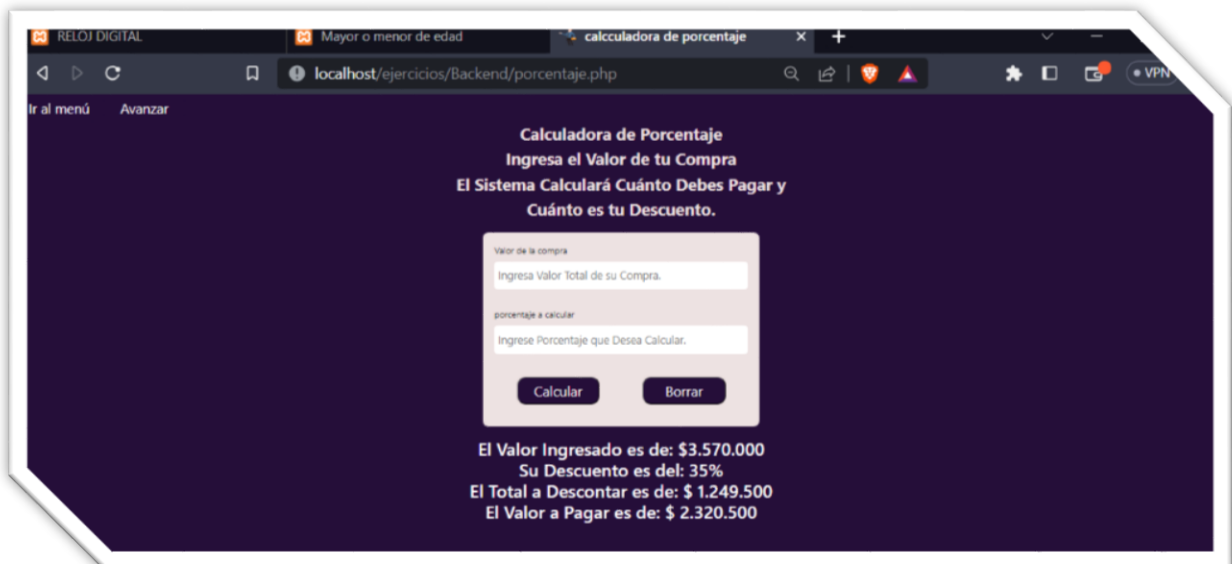 RELOJ DIGITAL
Mayor o menor de edad
calcculadora de porcentaje
localhost/ejercicios/Backend/porcentaje.php
VPN
Ir al menú
Avanzar
Calculadora de Porcentaje
Ingresa el Valor de tu Compra
El Sistema Calculará Cuánto Debes Pagar y
Cuánto es tu Descuento.
Valor de la compra
Ingresa Valor Total de su Compra.
porcentaje a calcular
Ingrese Porcentaje que Desea Calcular.
Calcular
Borrar
El Valor Ingresado es de: $3.570.000
Su Descuento es del: 35%
El Total a Descontar es de: $ 1.249.500
El Valor a Pagar es de: $ 2.320.500